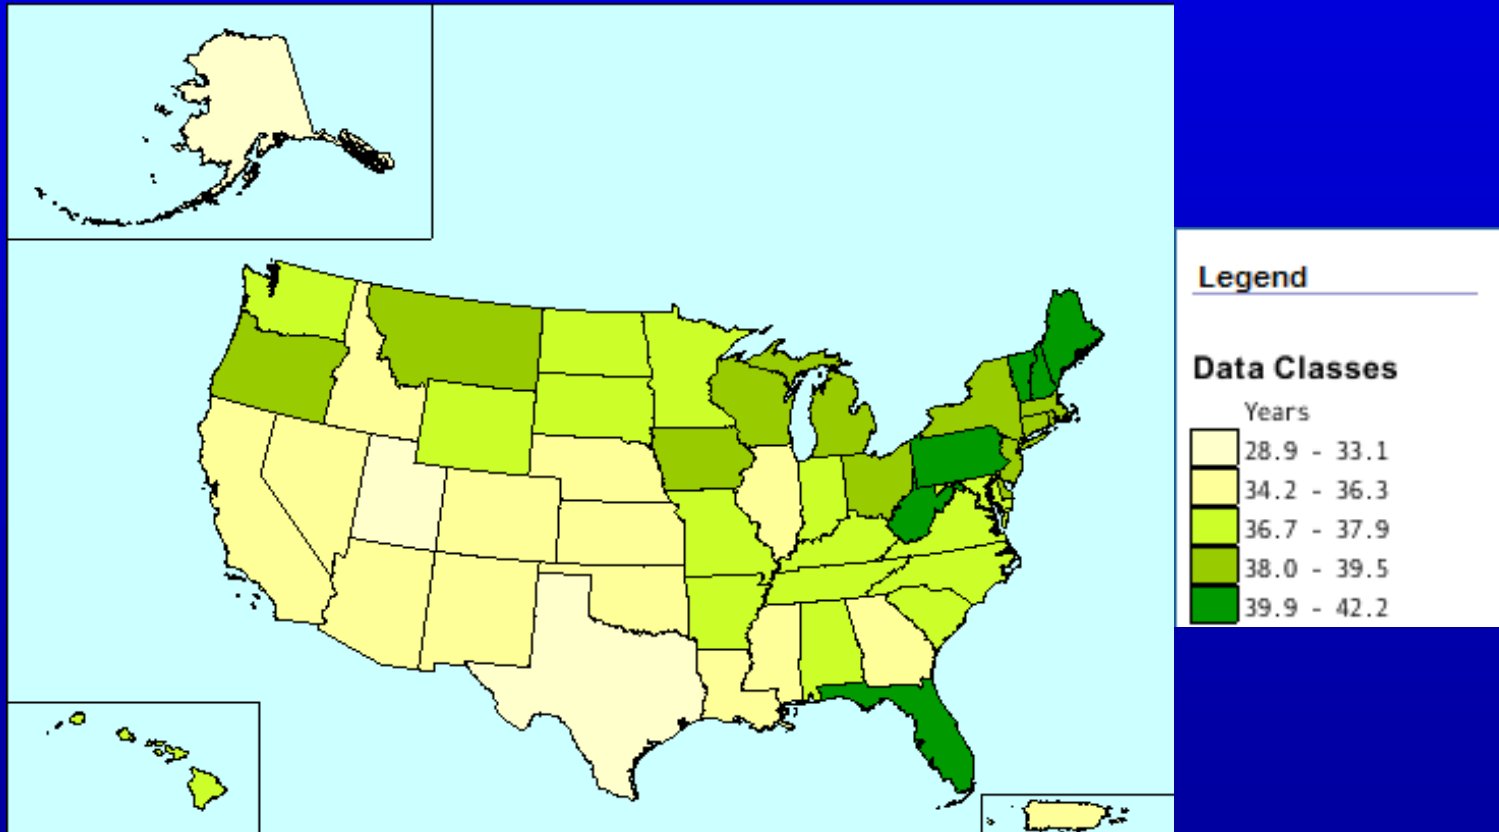 Legend
Data Classes
Years
28.9 - 33.1
34.2 - 36.3
36.7 - 37.9
38.0 - 39.5
39.9 - 42.2